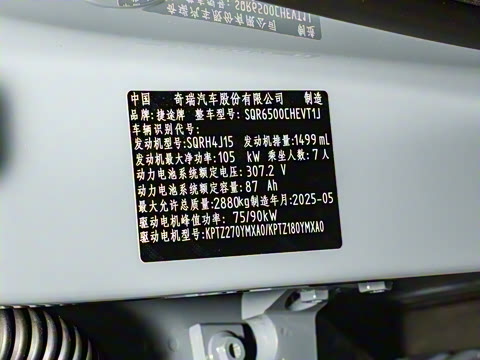 中国 奇瑞汽车股份有限公司 制造
品牌:捷途牌 整车型号:SQR6500CHEVT1J
车辆识别代号:
发动机型号:SQRH4J15 发动机排量:1499 mL
发动机最大净功率:105 kW 乘坐人数:7 人
动力电池系统额定电压:307.2 V
动力电池系统额定容量:87 Ah
最大允许总质量:2880kg制造年月:2025-05
驱动电机峰值功率: 75/90kW
驱动电机型号:KPTZ270YMXA0/KPTZ180YMXA0